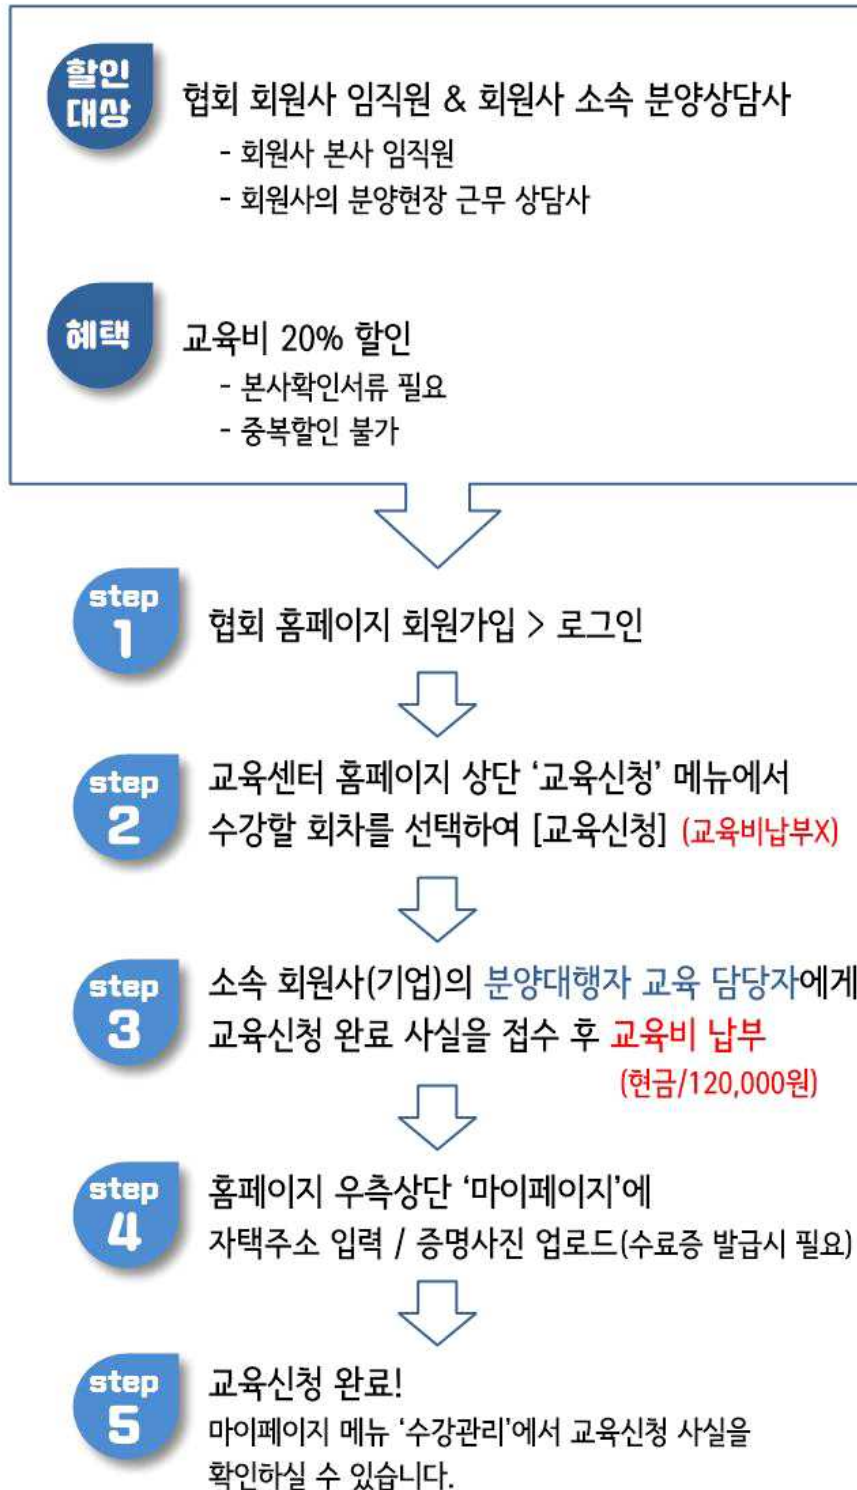 할인
대상
협회 회원사 임직원 & 회원사 소속 분양상담사
- 회원사 본사 임직원
- 회원사의 분양현장 근무 상담사
혜택
교육비 20% 할인
- 본사확인서류 필요
- 중복할인 불가
step
1
협회 홈페이지 회원가입 > 로그인
step
2
교육센터 홈페이지 상단 ‘교육신청’ 메뉴에서
수강할 회차를 선택하여 [교육신청] (교육비납부X)
step
3
소속 회원사(기업)의 분양대행자 교육 담당자에게
교육신청 완료 사실을 접수 후 교육비 납부
(현금/120,000원)
step
4
홈페이지 우측상단 ‘마이페이지’에
자택주소 입력 / 증명사진 업로드(수료증 발급시 필요)
step
5
교육신청 완료!
마이페이지 메뉴 ‘수강관리’에서 교육신청 사실을
확인하실 수 있습니다.